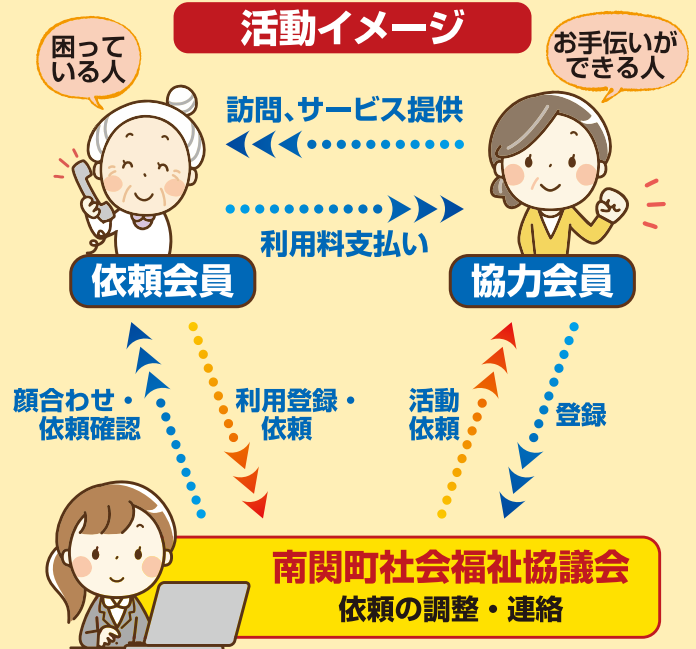 活動イメージ
困って
いる人
お手伝いが
できる人
訪問、サービス提供
利用料支払い
依頼会員
協力会員
顔合わせ・
依頼確認
利用登録・
依頼
活動
依頼
登録
南関町社会福祉協議会
依頼の調整・連絡